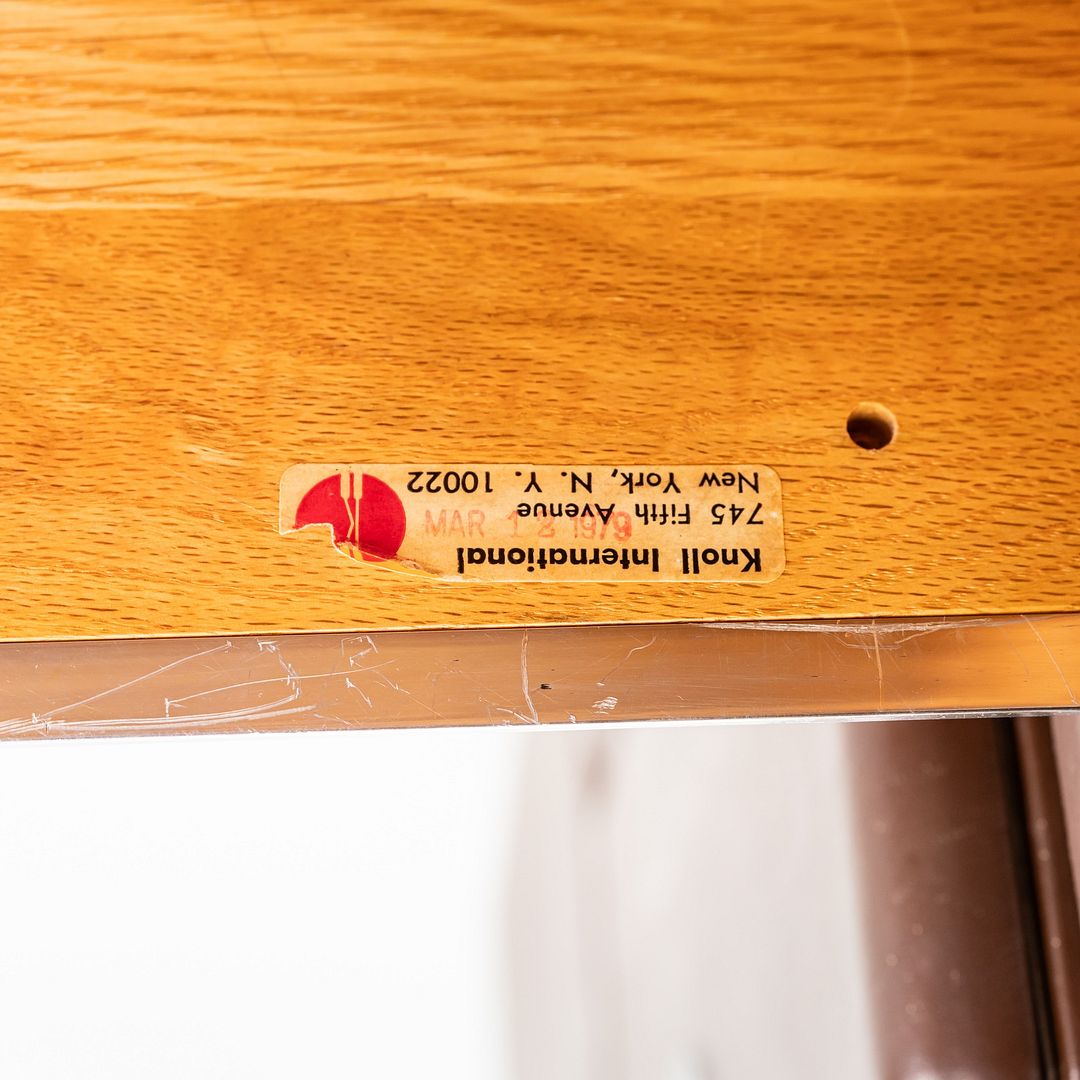 Knoll International
745 Fifth Avenue
New York, N. Y. 10022
MAR 12 1979